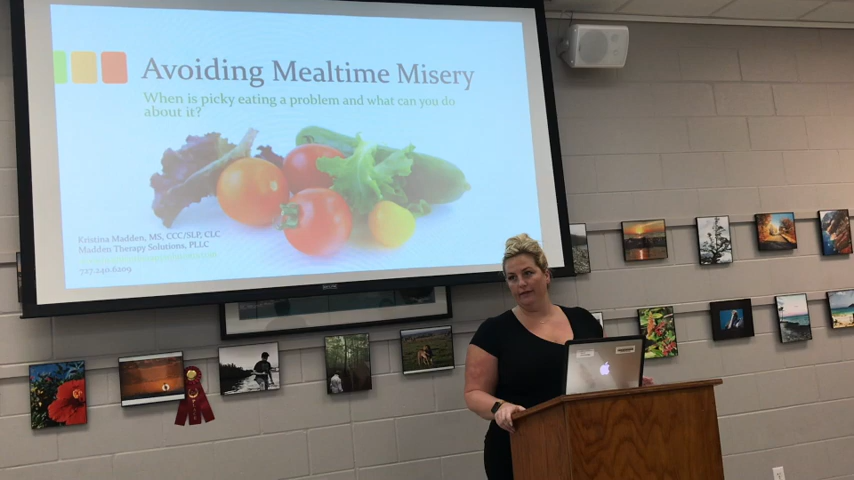 Avoiding Mealtime Misery
When is picky eating a problem and what can you do
about it?
Kristina Madden, MS, CCC/SLP, CLC
Madden Therapy Solutions, PLLC
727 240 6209